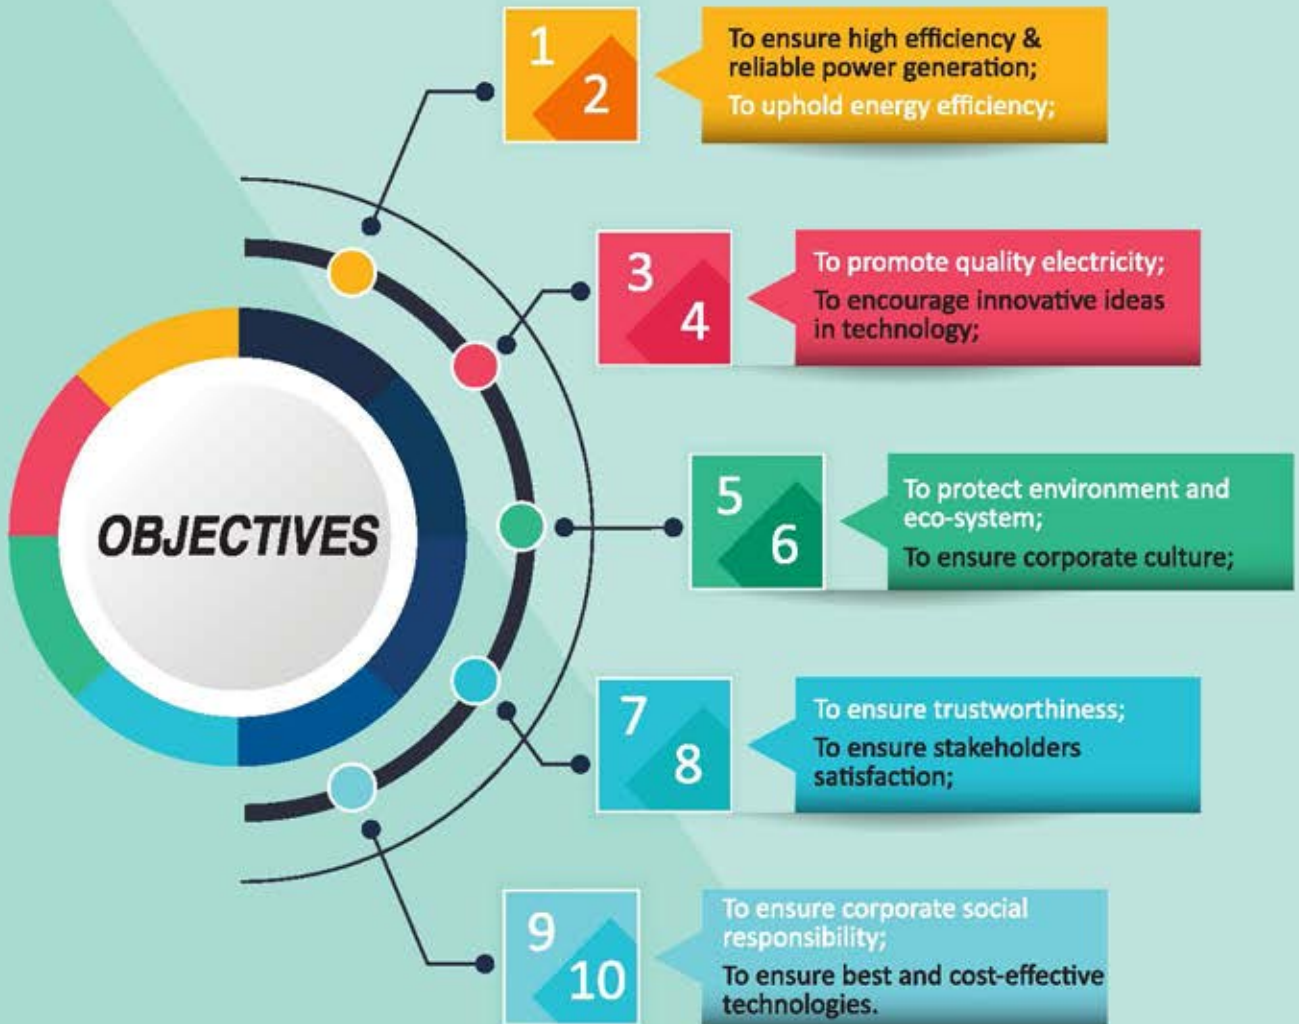 OBJECTIVES
1
2
To ensure high efficiency &
reliable power generation;
To uphold energy efficiency;
3
4
To promote quality electricity;
To encourage innovative ideas
in technology;
5
6
To protect environment and
eco-system;
To ensure corporate culture;
7
8
To ensure trustworthiness;
To ensure stakeholders
satisfaction;
9
10
To ensure corporate social
responsibility;
To ensure best and cost-effective
technologies.